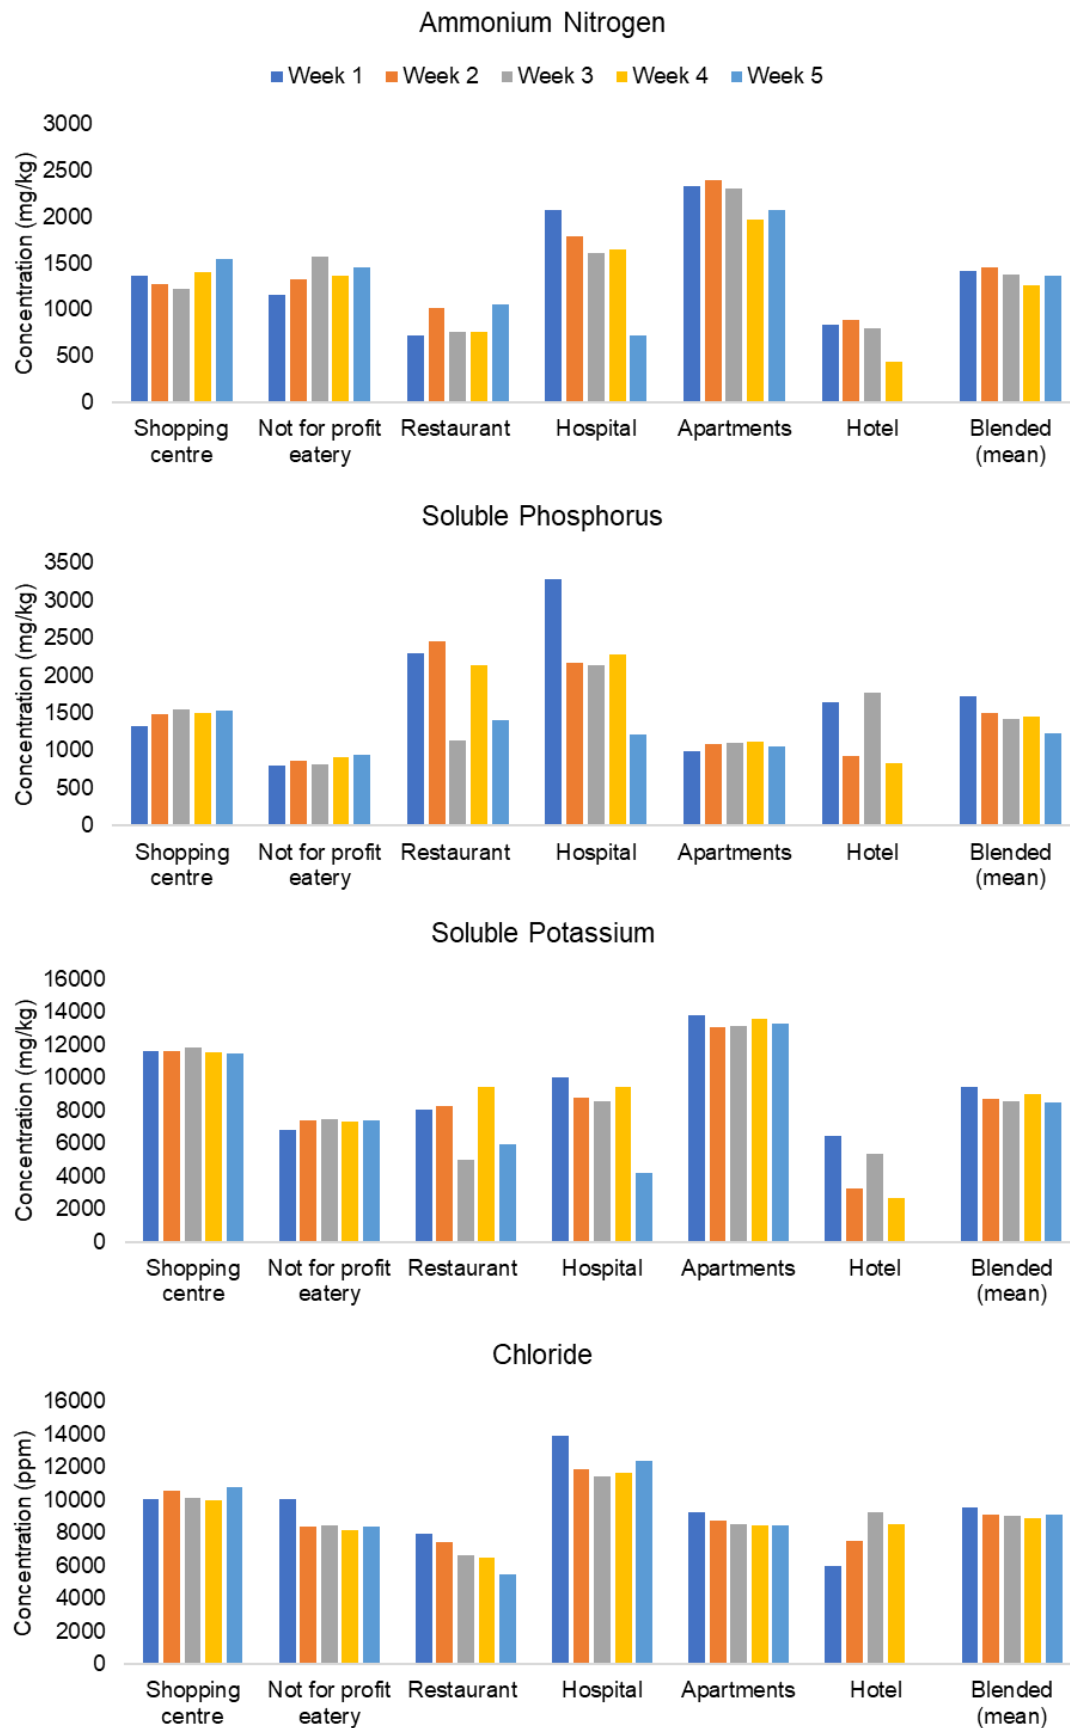 Ammonium Nitrogen
Week 1 Week 2 Week 3 Week 4 Week 5
Concentration (mg/kg)
3000
2500
2000
1500
1000
500
0
Shopping centre Not for profit eatery Restaurant Hospital Apartments Hotel Blended (mean)
Soluble Phosphorus
Concentration (mg/kg)
3500
3000
2500
2000
1500
1000
500
0
Shopping centre Not for profit eatery Restaurant Hospital Apartments Hotel Blended (mean)
Soluble Potassium
Concentration (mg/kg)
16000
14000
12000
10000
8000
6000
4000
2000
0
Shopping centre Not for profit eatery Restaurant Hospital Apartments Hotel Blended (mean)
Chloride
Concentration (ppm)
16000
14000
12000
10000
8000
6000
4000
2000
0
Shopping centre Not for profit eatery Restaurant Hospital Apartments Hotel Blended (mean)